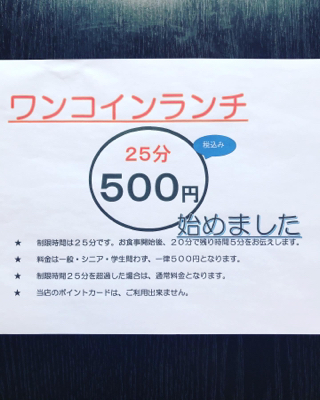 ワンコインランチ
税込み
25分
500円
始めました
★ 制限時間は25分です。お食事開始後、20分で残り時間5分をお伝えします。
★ 料金は一般・シニア・学生問わず、一律500円となります。
★ 制限時間25分を超過した場合は、通常料金となります。
★ 当店のポイントカードは、ご利用出来ません。